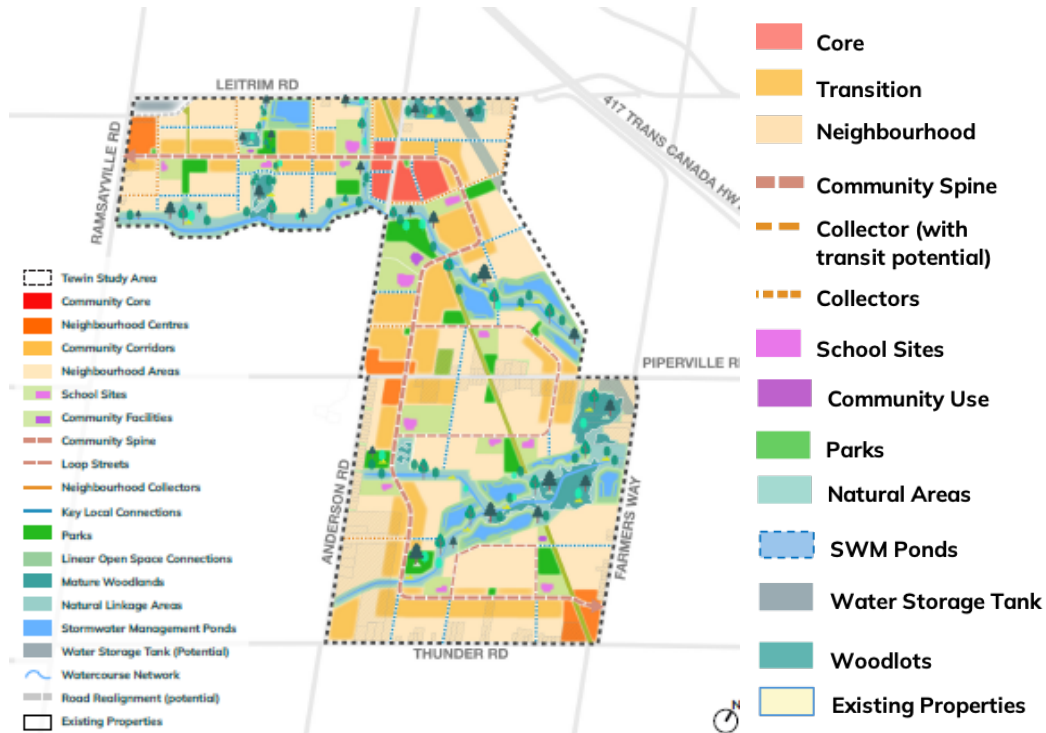 LEITRIM RD
417 TRANS CANADA HWY
RAMSAYVILLE RD
PIPERVILLE RD
ANDERSON RD
FARMERS WAY
THUNDER RD
N
Tewin Study Area
Community Core
Neighbourhood Centres
Community Corridors
Neighbourhood Areas
School Sites
Community Facilities
Community Spine
Loop Streets
Neighbourhood Collectors
Key Local Connections
Parks
Linear Open Space Connections
Mature Woodlands
Natural Linkage Areas
Stormwater Management Ponds
Water Storage Tank (Potential)
Watercourse Network
Road Realignment (potential)
Existing Properties
Core
Transition
Neighbourhood
Community Spine
Collector (with
transit potential)
Collectors
School Sites
Community Use
Parks
Natural Areas
SWM Ponds
Water Storage Tank
Woodlots
Existing Properties